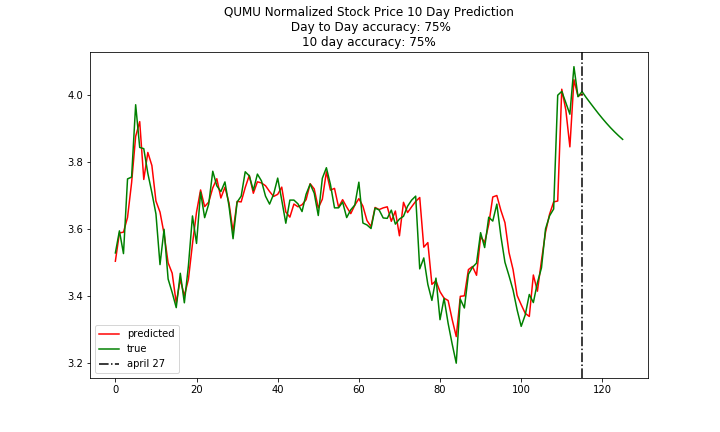 QUMU Normalized Stock Price 10 Day Prediction
Day to Day accuracy: 75%
10 day accuracy: 75%
4.0
3.8
3.6
3.4
3.2
predicted
true
april 27
0 20 40 60 80 100 120